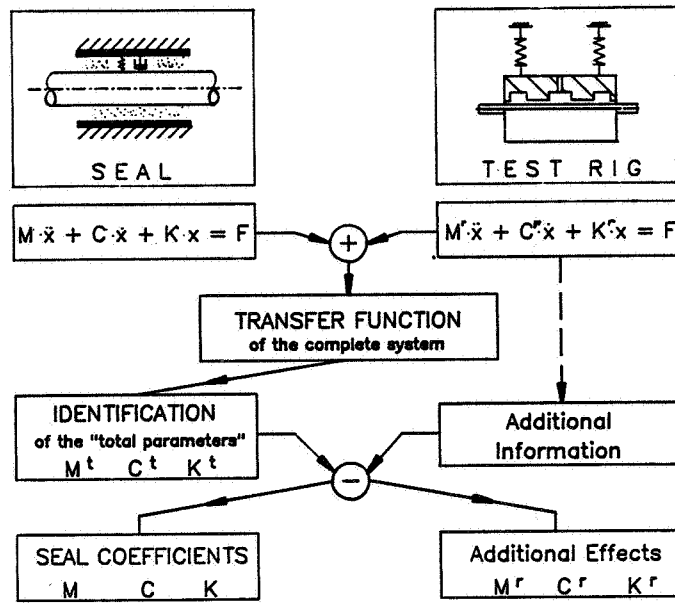 SEAL
TEST RIG
M·ẍ + C·ẋ + K·x = F
Mʳ·ẍ + Cʳ·ẋ + Kʳ·x = F
+
TRANSFER FUNCTION
of the complete system
IDENTIFICATION
of the "total parameters"
Mᵗ Cᵗ Kᵗ
Additional
Information
−
SEAL COEFFICIENTS
M C K
Additional Effects
Mʳ Cʳ Kʳ